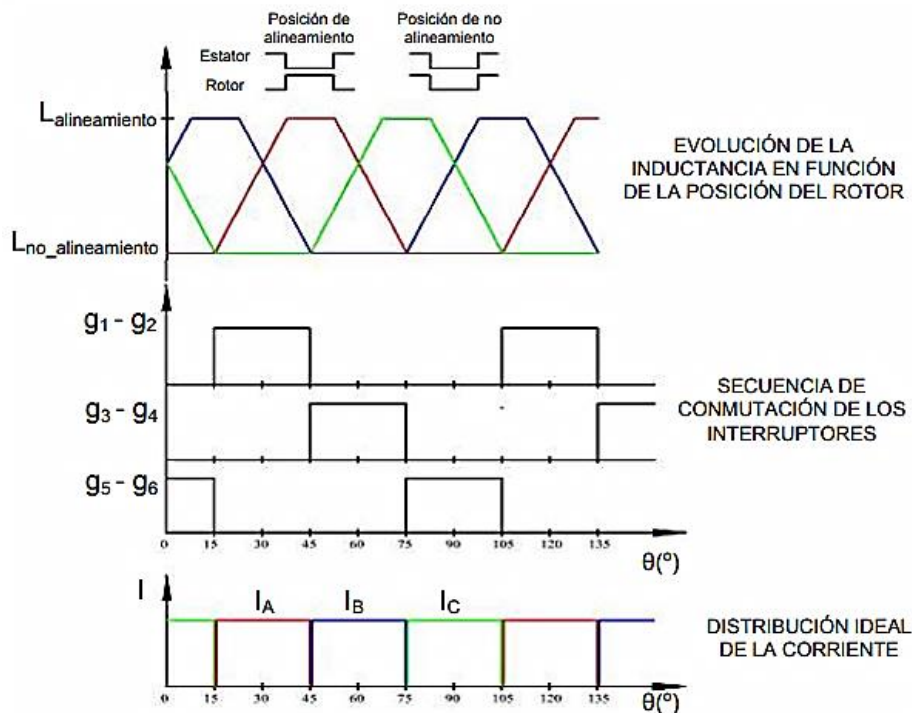 Posición de
alineamiento
Posición de no
alineamiento
Estator
Rotor
Lalineamiento
Lno_alineamiento
EVOLUCIÓN DE LA
INDUCTANCIA EN FUNCIÓN
DE LA POSICIÓN DEL ROTOR
g1 - g2
g3 - g4
g5 - g6
SECUENCIA DE
CONMUTACIÓN DE LOS
INTERRUPTORES
0 15 30 45 60 75 90 105 120 135
θ(º)
I
IA IB IC
DISTRIBUCIÓN IDEAL
DE LA CORRIENTE
0 15 30 45 60 75 90 105 120 135
θ(º)